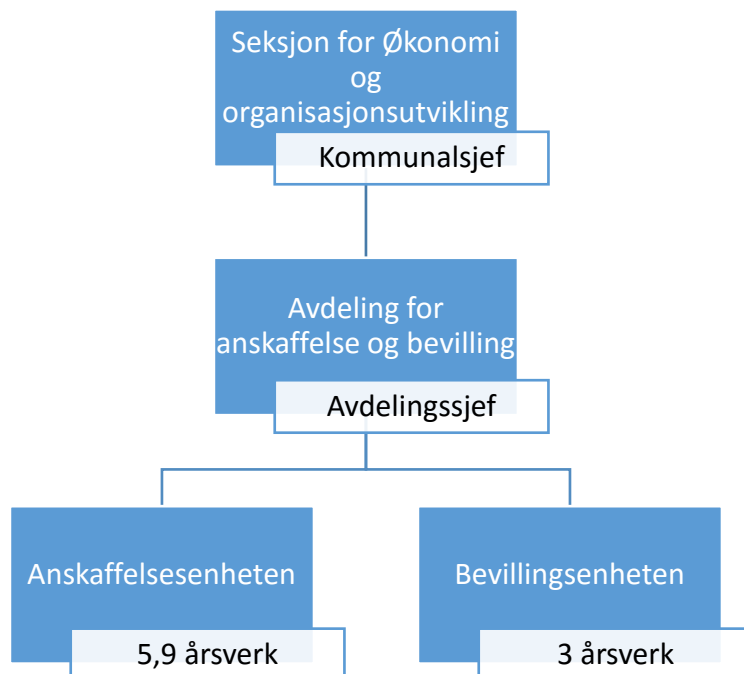 Seksjon for Økonomi
og
organisasjonsutvikling
Kommunalsjef
Avdeling for
anskaffelse og bevilling
Avdelingssjef
Anskaffelsesenheten
5,9 årsverk
Bevillingsenheten
3 årsverk